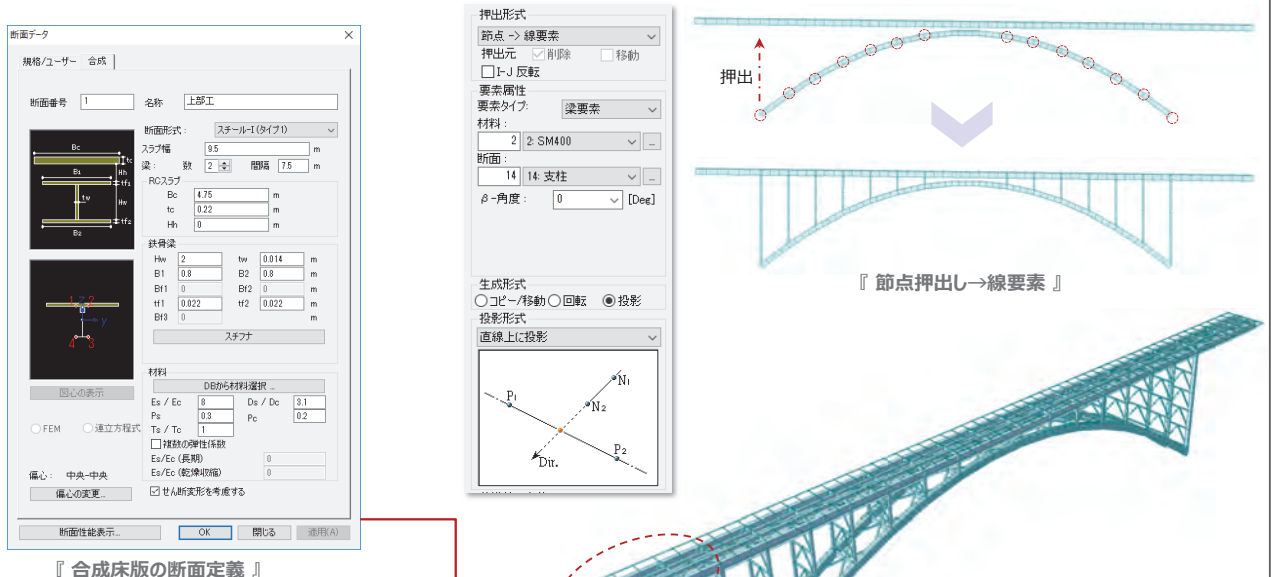 断面データ
規格/ユーザー 合成
断面番号 1 名称 上部工
断面形式: スチール-I(タイプ1)
スラブ幅 9.5 m
梁: 数 2 間隔 7.5 m
RCスラブ
Bc 4.75 m
tc 0.22 m
Hh 0 m
鉄骨梁
Hw 2 tw 0.014 m
B1 0.8 B2 0.8 m
Bf1 0 Bf2 0 m
tf1 0.022 tf2 0.022 m
Bf3 0 m
スチフナ
材料
DBから材料選択 ...
Es / Ec 8 Ds / Dc 3.1
Ps 0.3 Pc 0.2
Ts / Tc 1
複数の弾性係数
Es/Ec (長期) 0
Es/Ec (乾燥収縮) 0
せん断変形を考慮する
Bc
tc
Hh
B1
tf1
tw
Hw
tf2
B2
1 z 2
y
4 3
図心の表示
FEM 連立方程式
偏心: 中央-中央
偏心の変更...
断面性能表示... OK 閉じる 適用(A)
『 合成床版の断面定義 』
押出形式
節点 -> 線要素
押出元 削除 移動
I-J 反転
要素属性
要素タイプ: 梁要素
材料:
2 2: SM400 ...
断面:
14 14: 支柱 ...
β-角度: 0 [Deg]
生成形式
コピー/移動 回転 投影
投影形式
直線上に投影
P1
N1
N2
P2
Dir.
押出
『 節点押出し→線要素 』